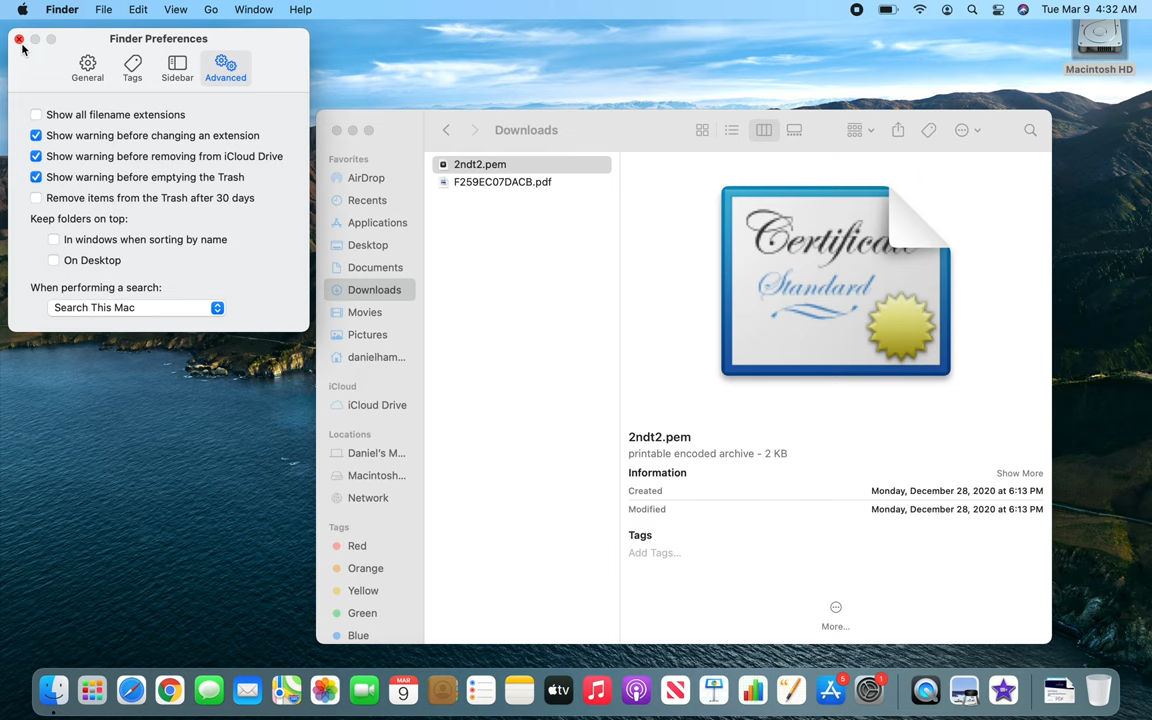 Finder File Edit View Go Window Help Tue Mar 9 4:32 AM
Macintosh HD
Finder Preferences
General Tags Sidebar Advanced
Show all filename extensions
Show warning before changing an extension
Show warning before removing from iCloud Drive
Show warning before emptying the Trash
Remove items from the Trash after 30 days
Keep folders on top:
In windows when sorting by name
On Desktop
When performing a search:
Search This Mac
Downloads
Favorites
AirDrop
Recents
Applications
Desktop
Documents
Downloads
Movies
Pictures
danielham...
iCloud
iCloud Drive
Locations
Daniel's M...
Macintosh...
Network
Tags
Red
Orange
Yellow
Green
Blue
2ndt2.pem
F259EC07DACB.pdf
Certificate
Standard
2ndt2.pem
printable encoded archive - 2 KB
Information Show More
Created Monday, December 28, 2020 at 6:13 PM
Modified Monday, December 28, 2020 at 6:13 PM
Tags
Add Tags...
More...
MAR
9
tv
5
1